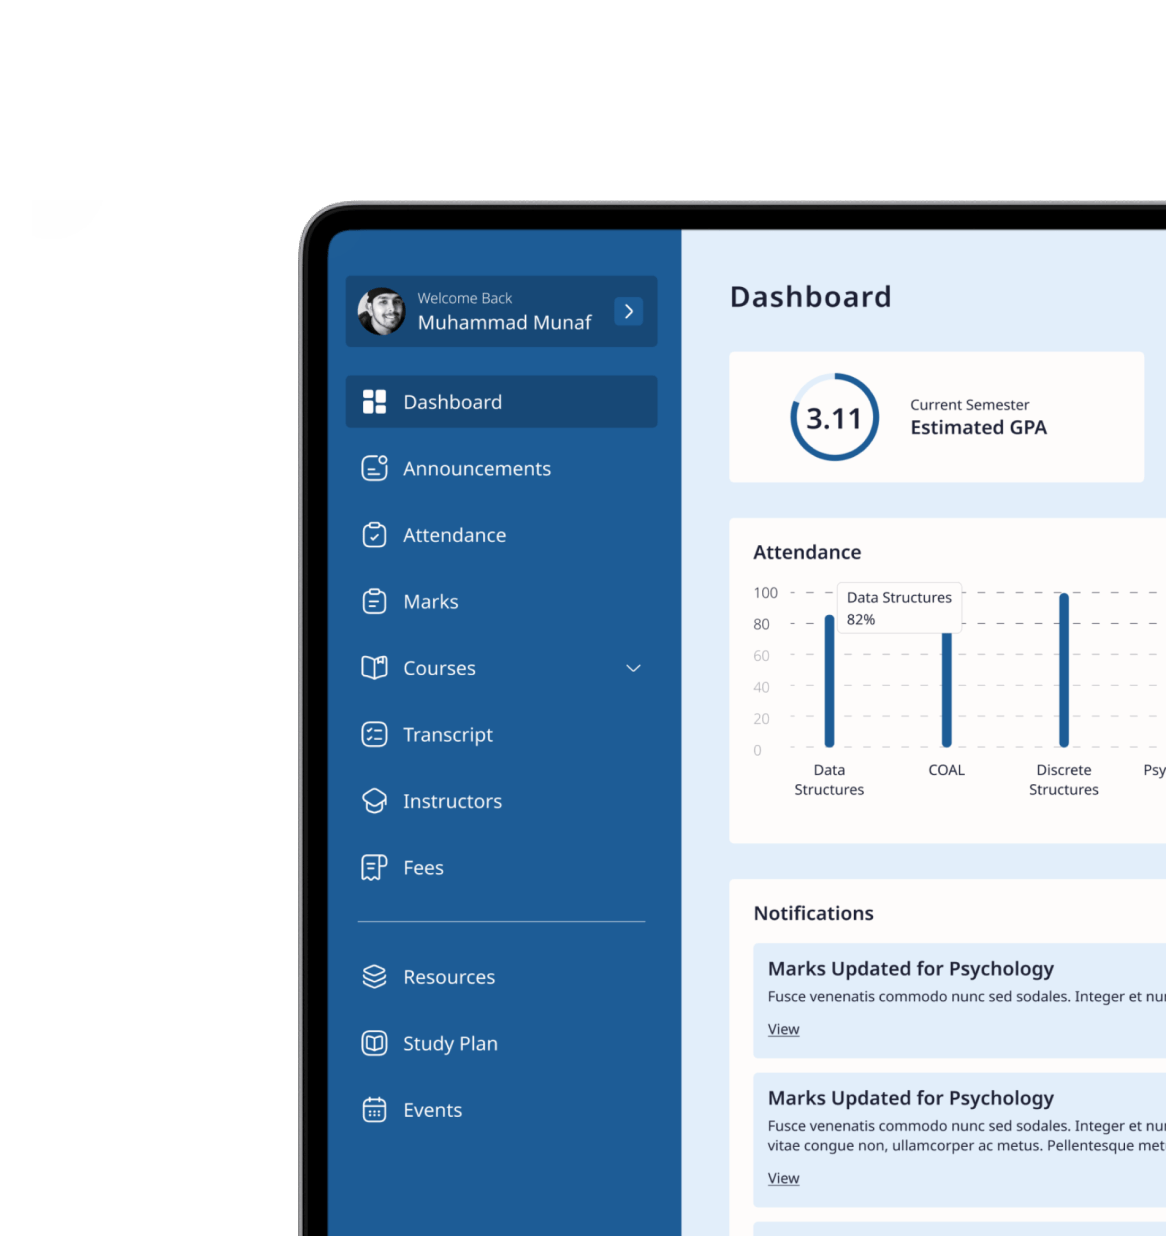 Welcome Back
Muhammad Munaf
Dashboard
Announcements
Attendance
Marks
Courses
Transcript
Instructors
Fees
Resources
Study Plan
Events
Dashboard
3.11
Current Semester
Estimated GPA
Attendance
100
80
60
40
20
0
Data Structures
82%
Data
Structures
COAL
Discrete
Structures
Psy
Notifications
Marks Updated for Psychology
Fusce venenatis commodo nunc sed sodales. Integer et nu
View
Marks Updated for Psychology
Fusce venenatis commodo nunc sed sodales. Integer et nu
vitae congue non, ullamcorper ac metus. Pellentesque met
View